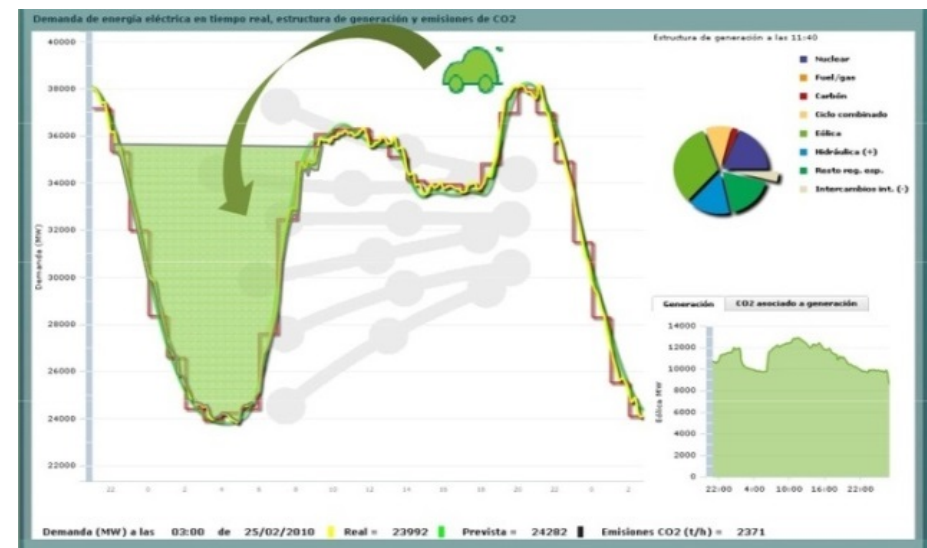 Demanda de energía eléctrica en tiempo real, estructura de generación y emisiones de CO2
Estructura de generación a las 11:40
Nuclear
Fuel/gas
Carbón
Ciclo combinado
Eólica
Hidráulica (+)
Resto reg. esp.
Intercambios int. (-)
Demanda (MW)
40000
38000
36000
34000
32000
30000
28000
26000
24000
22000
22 0 2 4 6 8 10 12 14 16 18 20 22 0 2
Generación CO2 asociado a generación
Eólica MW
14000
12000
10000
8000
6000
4000
2000
0
22:00 4:00 10:00 16:00 22:00
Demanda (MW) a las 03:00 de 25/02/2010 Real = 23992 Prevista = 24282 Emisiones CO2 (t/h) = 2371